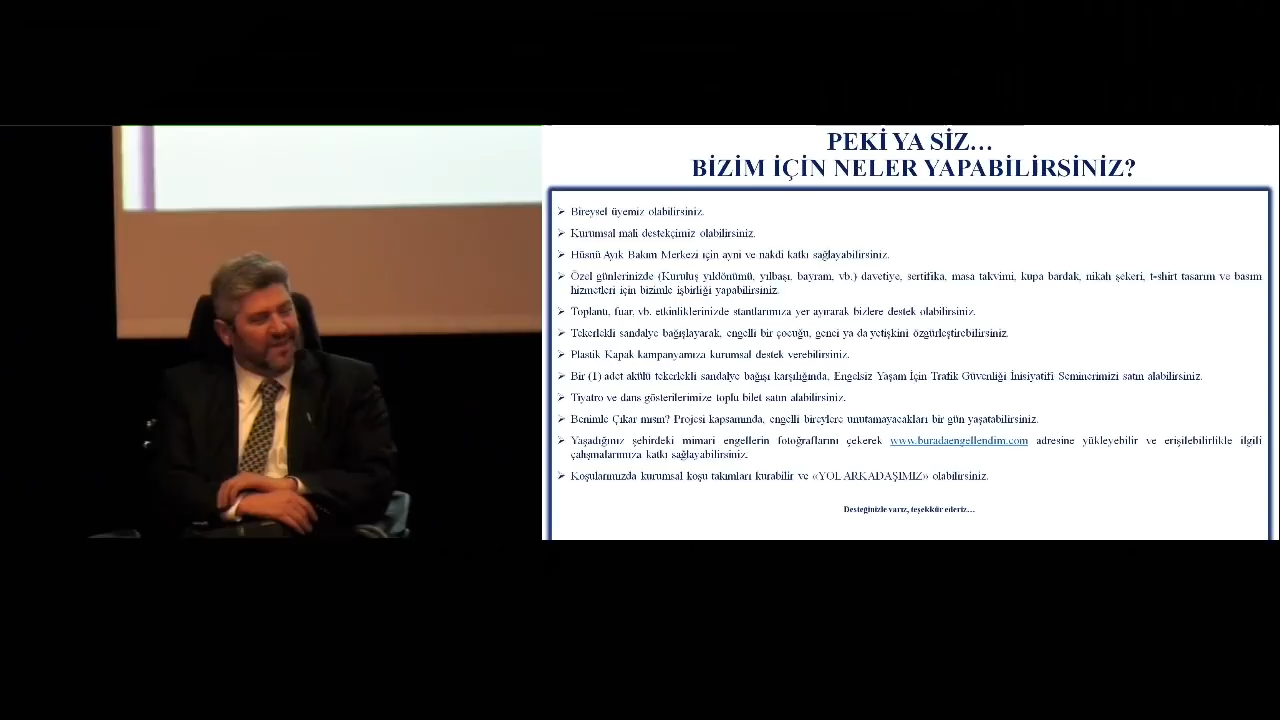 PEKİ YA SİZ…
BİZİM İÇİN NELER YAPABİLİRSİNİZ?
➢ Bireysel üyemiz olabilirsiniz.
➢ Kurumsal mali destekçimiz olabilirsiniz.
➢ Hüsnü Ayık Bakım Merkezi için ayni ve nakdi katkı sağlayabilirsiniz.
➢ Özel günlerinizde (Kuruluş yıldönümü, yılbaşı, bayram, vb.) davetiye, sertifika, masa takvimi, kupa bardak, nikah şekeri, t-shirt tasarım ve basım
hizmetleri için bizimle işbirliği yapabilirsiniz.
➢ Toplantı, fuar, vb. etkinliklerinizde stantlarımıza yer ayırarak bizlere destek olabilirsiniz.
➢ Tekerlekli sandalye bağışlayarak, engelli bir çocuğu, genci ya da yetişkini özgürleştirebilirsiniz.
➢ Plastik Kapak kampanyamıza kurumsal destek verebilirsiniz.
➢ Bir (1) adet akülü tekerlekli sandalye bağışı karşılığında, Engelsiz Yaşam İçin Trafik Güvenliği İnisiyatifi Seminerimizi satın alabilirsiniz.
➢ Tiyatro ve dans gösterilerimize toplu bilet satın alabilirsiniz.
➢ Benimle Çıkar mısın? Projesi kapsamında, engelli bireylere unutamayacakları bir gün yaşatabilirsiniz.
➢ Yaşadığınız şehirdeki mimari engellerin fotoğraflarını çekerek www.buradaengellendim.com adresine yükleyebilir ve erişilebilirlikle ilgili
çalışmalarımıza katkı sağlayabilirsiniz.
➢ Koşularımızda kurumsal koşu takımları kurabilir ve «YOL ARKADAŞIMIZ» olabilirsiniz.
Desteğinizle varız, teşekkür ederiz…